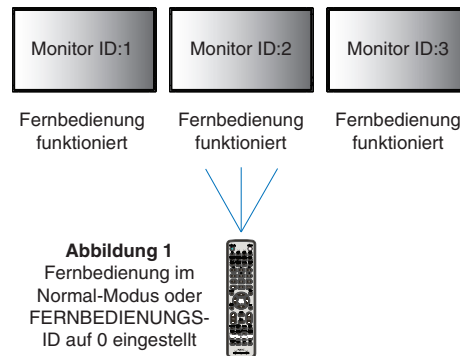 Monitor ID:1
Monitor ID:2
Monitor ID:3
Fernbedienung
funktioniert
Fernbedienung
funktioniert
Fernbedienung
funktioniert
Abbildung 1
Fernbedienung im
Normal-Modus oder
FERNBEDIENUNGS-
ID auf 0 eingestellt